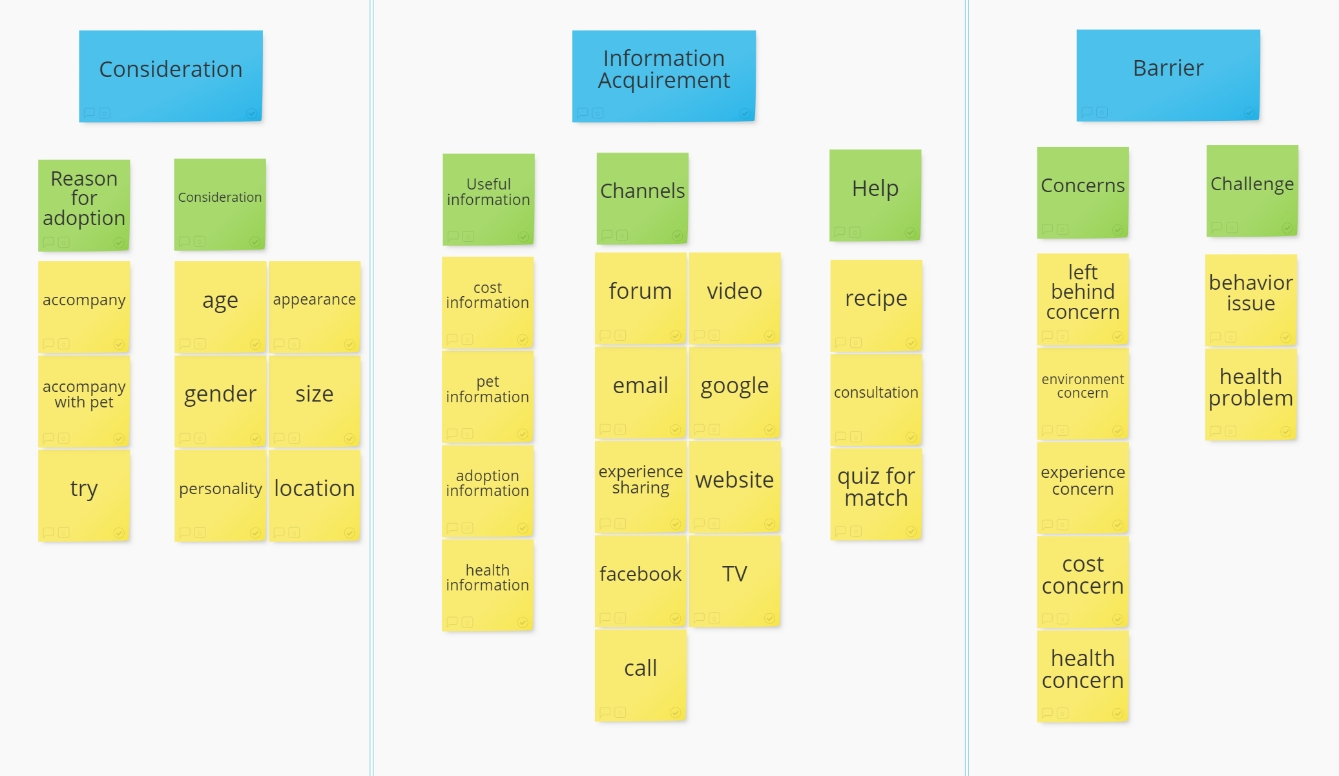 Consideration
Reason
for
adoption
Consideration
accompany
accompany
with pet
try
age
appearance
gender
size
personality
location
Information
Acquirement
Useful
information
cost
information
pet
information
adoption
information
health
information
Channels
forum
video
email
google
experience
sharing
website
facebook
TV
call
Help
recipe
consultation
quiz for
match
Barrier
Concerns
left
behind
concern
environment
concern
experience
concern
cost
concern
health
concern
Challenge
behavior
issue
health
problem